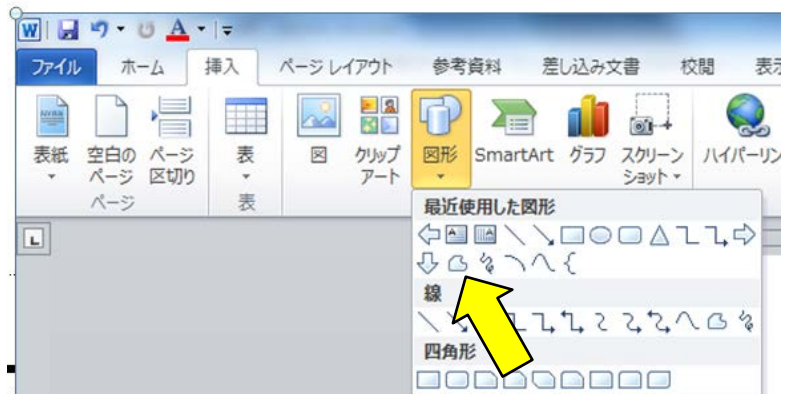 W A
ファイル ホーム 挿入 ページ レイアウト 参考資料 差し込み文書 校閲
表紙 空白の ページ 表 図 クリップ 図形 SmartArt グラフ スクリーン ハイパーリン
ページ 区切り アート ショット
ページ 表
最近使用した図形
L
線
四角形